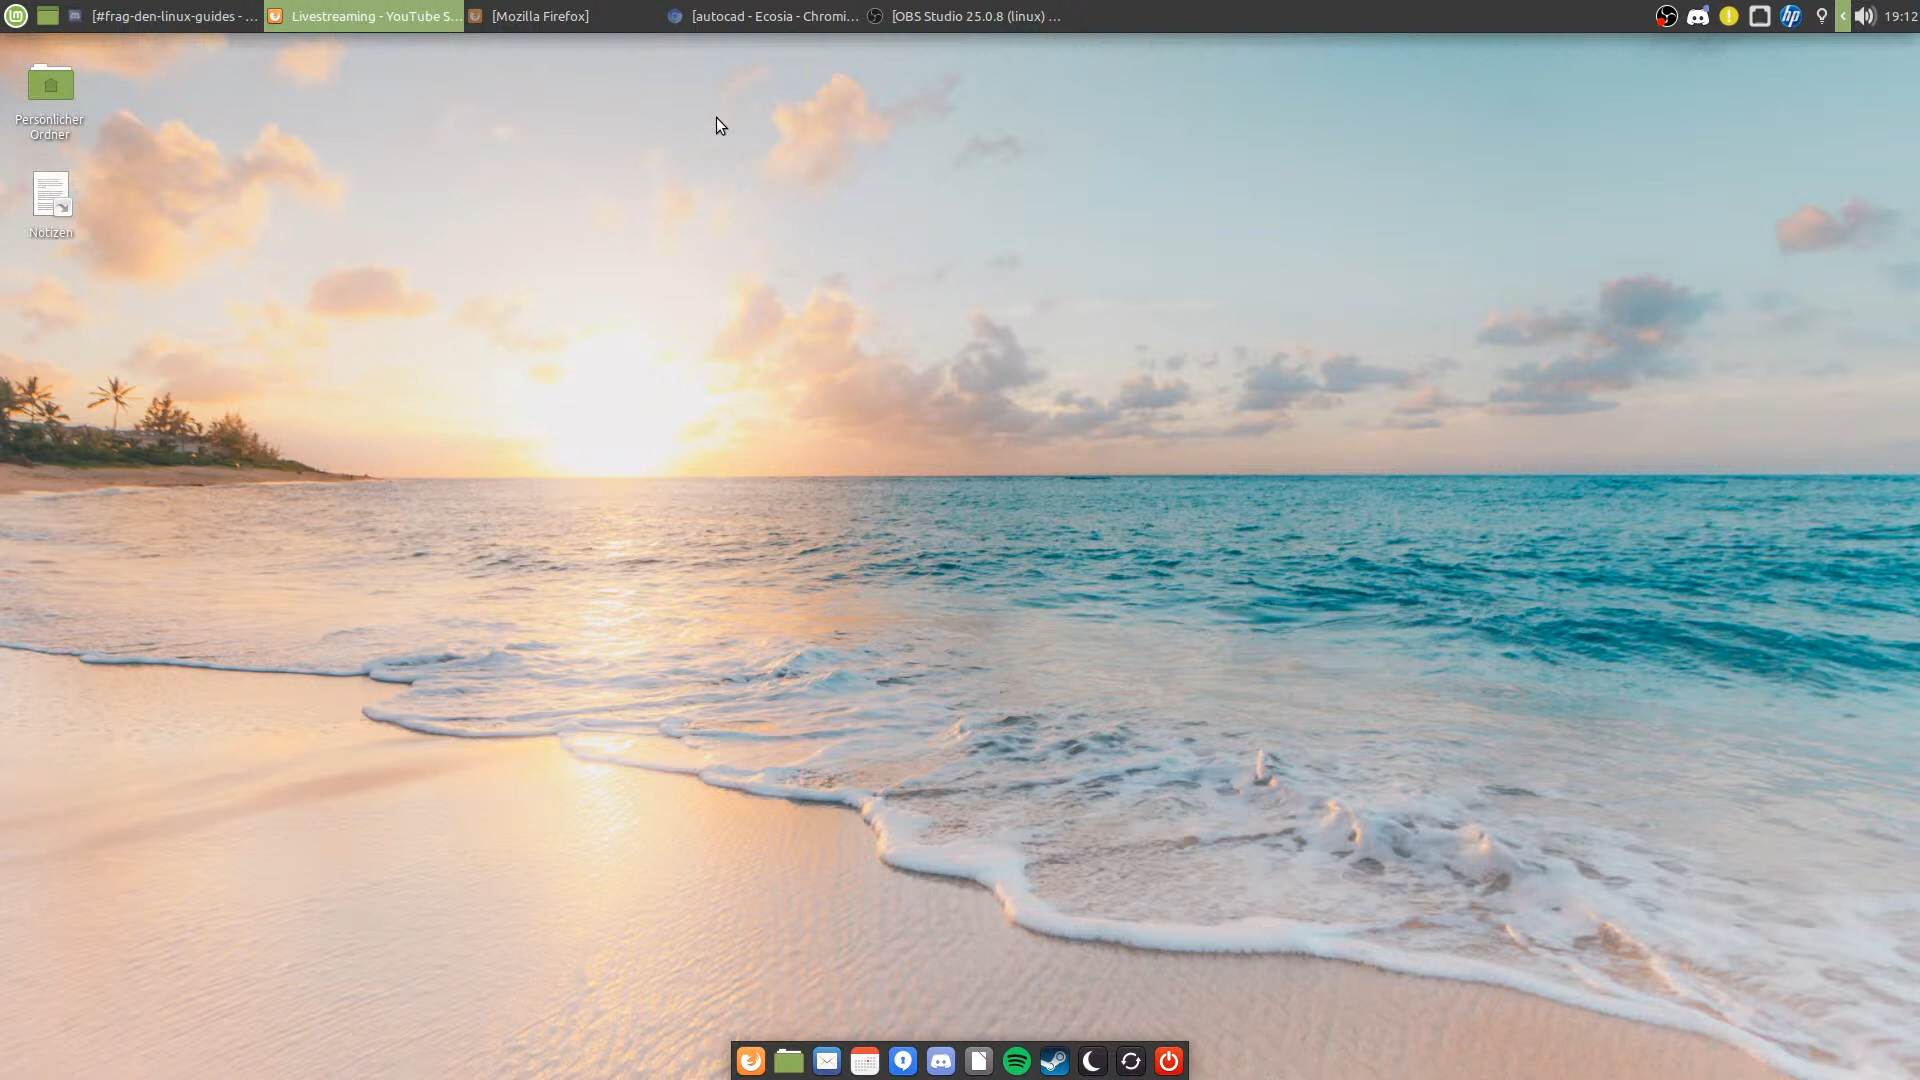 [#frag-den-linux-guides - ...
Livestreaming - YouTube S...
[Mozilla Firefox]
[autocad - Ecosia - Chromi...
[OBS Studio 25.0.8 (linux) ...
hp
19:12
Persönlicher
Ordner
Notizen